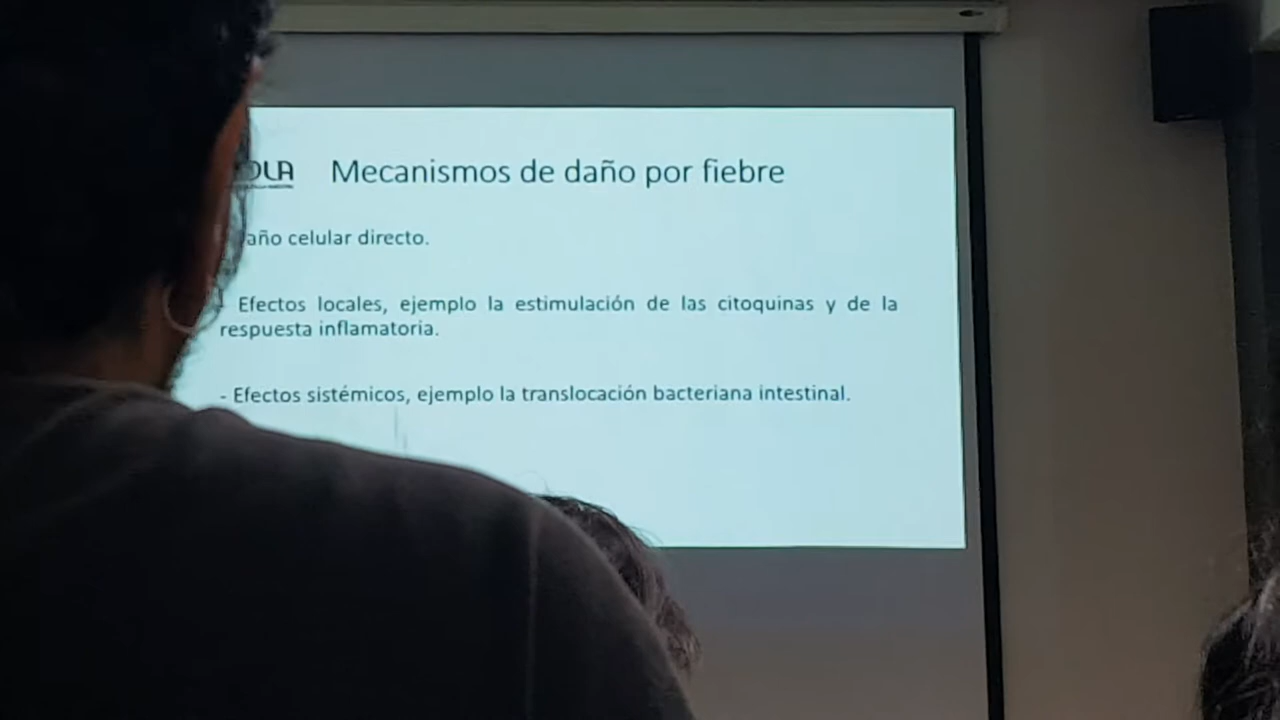 Mecanismos de daño por fiebre
celular directo.
Efectos locales, ejemplo la estimulación de las citoquinas y de la
respuesta inflamatoria.
- Efectos sistémicos, ejemplo la translocación bacteriana intestinal.